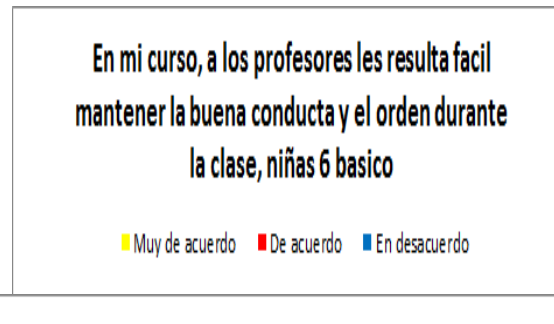 En mi curso, a los profesores les resulta facil
mantener la buena conducta y el orden durante
la clase, niñas 6 basico
Muy de acuerdo De acuerdo En desacuerdo